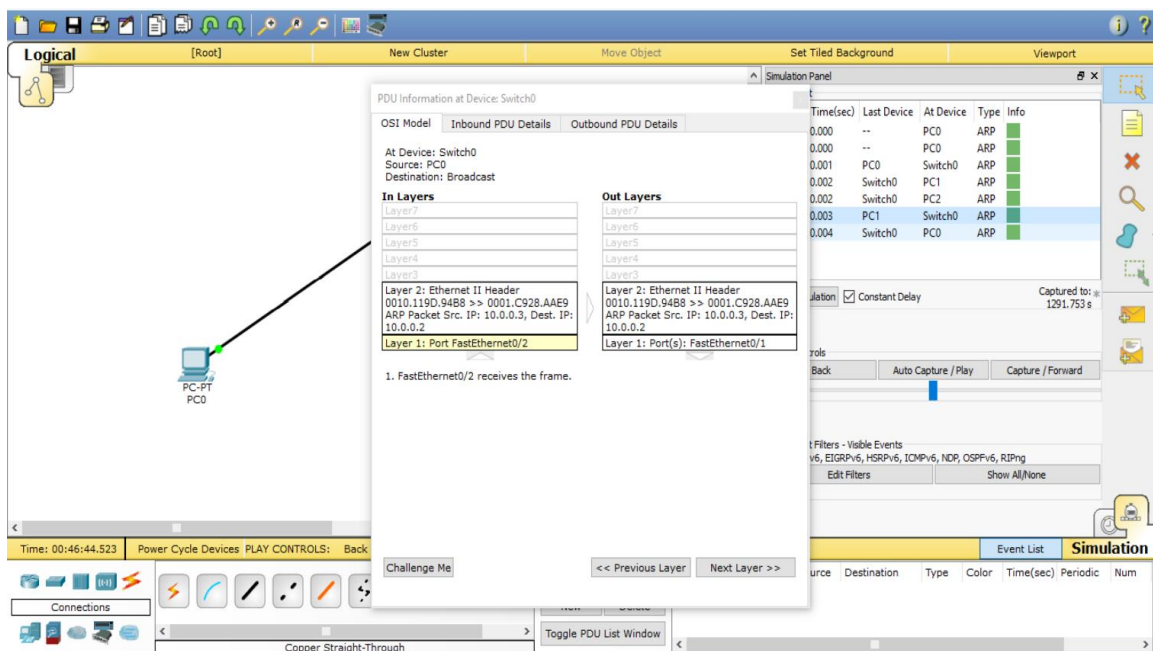 Logical
[Root]
New Cluster
Move Object
Set Tiled Background
Viewport
Simulation Panel
PDU Information at Device: Switch0
OSI Model Inbound PDU Details Outbound PDU Details
At Device: Switch0
Source: PC0
Destination: Broadcast
In Layers
Layer7
Layer6
Layer5
Layer4
Layer3
Layer 2: Ethernet II Header
0010.119D.94B8 >> 0001.C928.AAE9
ARP Packet Src. IP: 10.0.0.3, Dest. IP:
10.0.0.2
Layer 1: Port FastEthernet0/2
Out Layers
Layer7
Layer6
Layer5
Layer4
Layer3
Layer 2: Ethernet II Header
0010.119D.94B8 >> 0001.C928.AAE9
ARP Packet Src. IP: 10.0.0.3, Dest. IP:
10.0.0.2
Layer 1: Port(s): FastEthernet0/1
1. FastEthernet0/2 receives the frame.
Challenge Me
<< Previous Layer
Next Layer >>
Time(sec) Last Device At Device Type Info
0.000 -- PC0 ARP
0.000 -- PC0 ARP
0.001 PC0 Switch0 ARP
0.002 Switch0 PC1 ARP
0.002 Switch0 PC2 ARP
0.003 PC1 Switch0 ARP
0.004 Switch0 PC0 ARP
Constant Delay
Captured to: *
1291.753 s
Back
Auto Capture / Play
Capture / Forward
Filters - Visible Events
v6, EIGRPv6, HSRPv6, ICMPv6, NDP, OSPFv6, RIPng
Edit Filters
Show All/None
PC-PT
PC0
Time: 00:46:44.523
Power Cycle Devices PLAY CONTROLS: Back
Event List
Simulation
Connections
Copper Straight-Through
Toggle PDU List Window
Destination Type Color Time(sec) Periodic Num